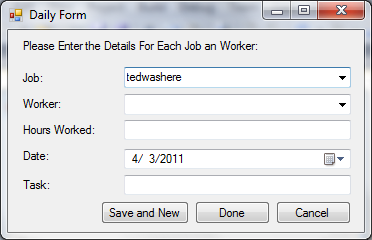 Daily Form
Please Enter the Details For Each Job an Worker:
Job: tedwashere
Worker:
Hours Worked:
Date: 4/ 3/2011
Task:
Save and New Done Cancel